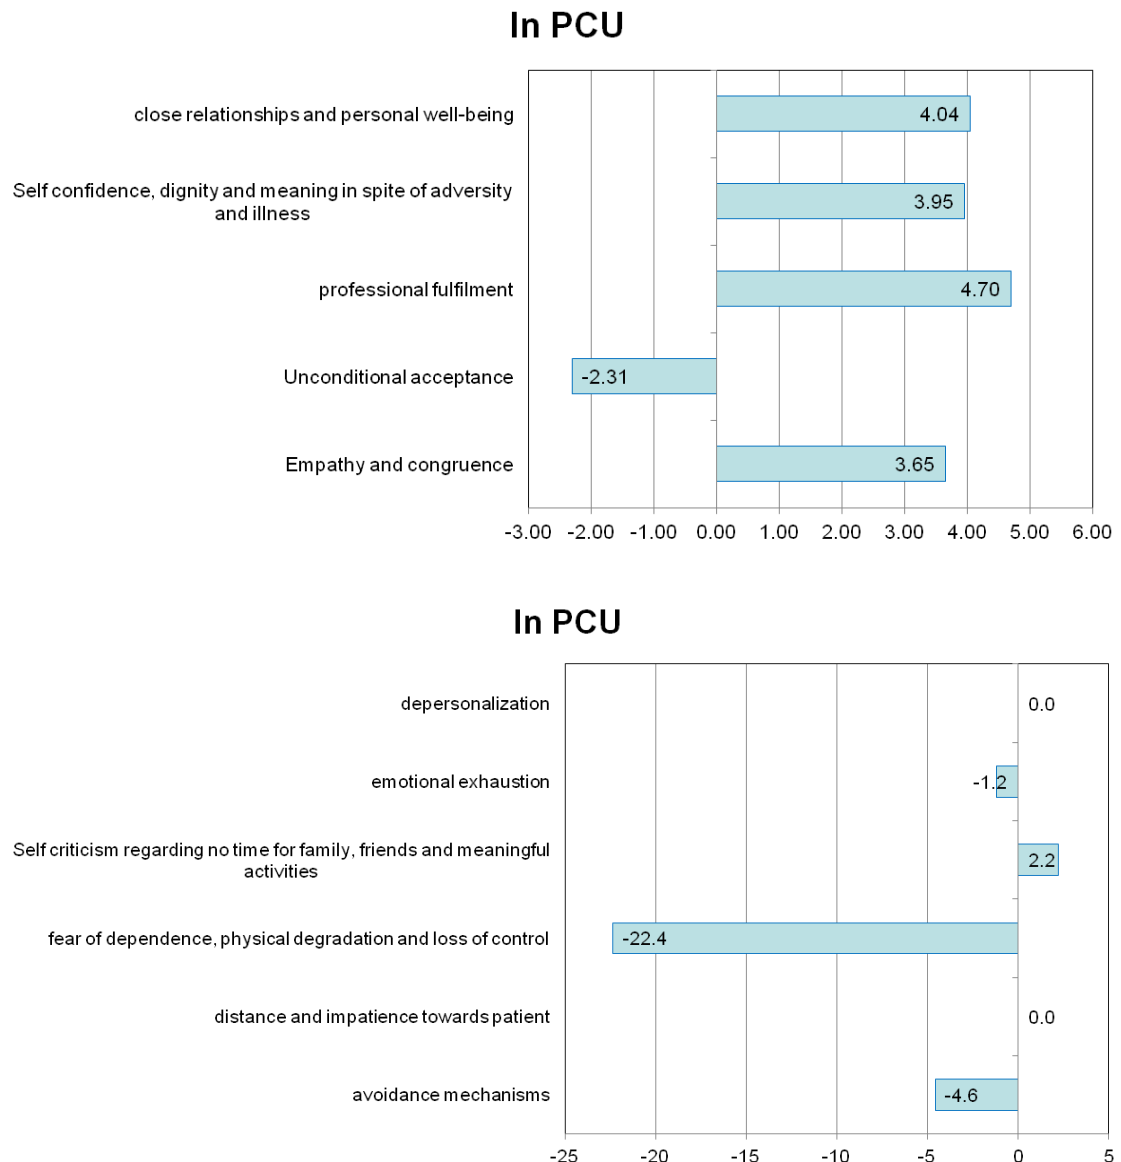 In PCU
close relationships and personal well-being
4.04
Self confidence, dignity and meaning in spite of adversity
and illness
3.95
professional fulfilment
4.70
Unconditional acceptance
-2.31
Empathy and congruence
3.65
-3.00 -2.00 -1.00 0.00 1.00 2.00 3.00 4.00 5.00 6.00
In PCU
depersonalization
0.0
emotional exhaustion
-1.2
Self criticism regarding no time for family, friends and meaningful
activities
2.2
fear of dependence, physical degradation and loss of control
-22.4
distance and impatience towards patient
0.0
avoidance mechanisms
-4.6
-25 -20 -15 -10 -5 0 5